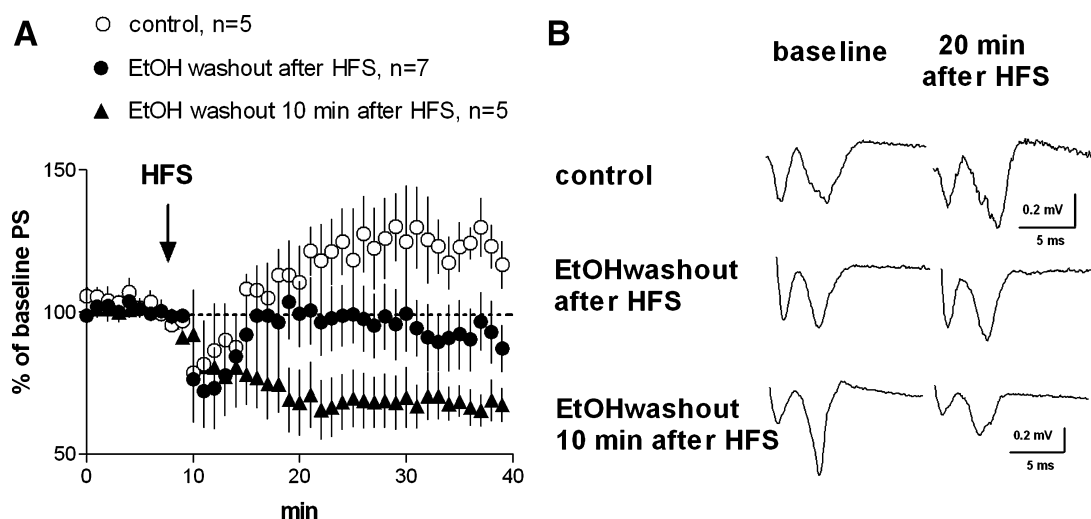 A
control, n=5
EtOH washout after HFS, n=7
EtOH washout 10 min after HFS, n=5
150
HFS
% of baseline PS
100
50
0
10
20
30
40
min
B
baseline
20 min
after HFS
control
0.2 mV
5 ms
EtOHwashout
after HFS
EtOHwashout
10 min after HFS
0.2 mV
5 ms